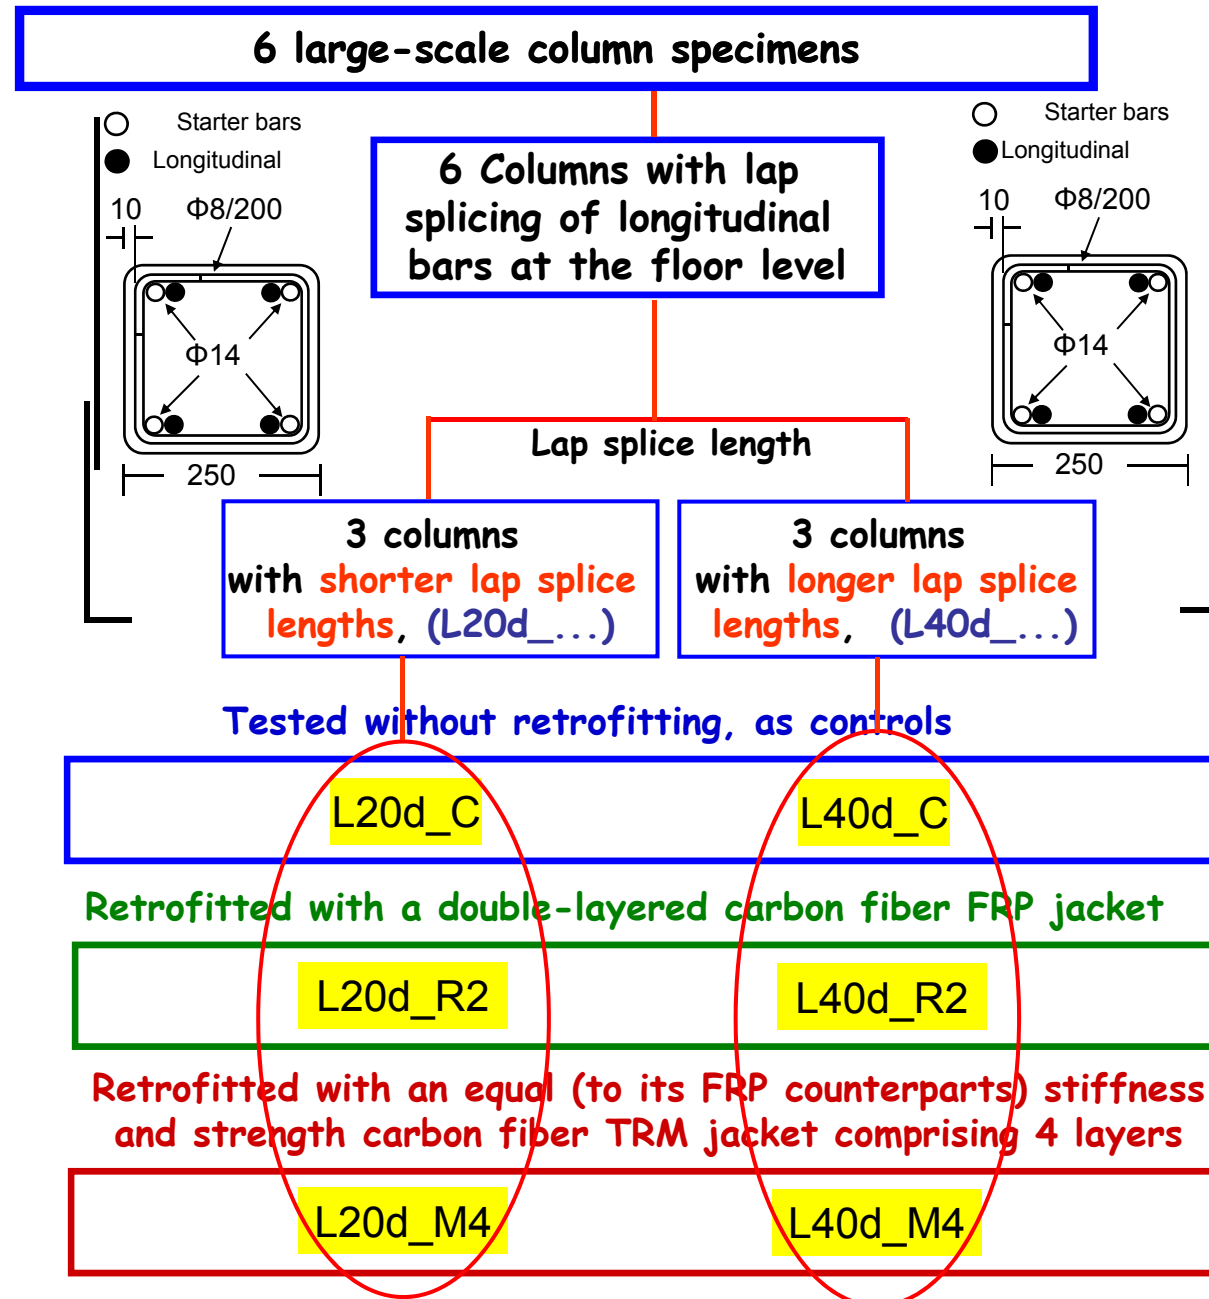 6 large-scale column specimens
Starter bars
Longitudinal
10 Φ8/200
Φ14
250
6 Columns with lap
splicing of longitudinal
bars at the floor level
Starter bars
Longitudinal
10 Φ8/200
Φ14
250
Lap splice length
3 columns
with shorter lap splice
lengths, (L20d_...)
3 columns
with longer lap splice
lengths, (L40d_...)
Tested without retrofitting, as controls
L20d_C
L40d_C
Retrofitted with a double-layered carbon fiber FRP jacket
L20d_R2
L40d_R2
Retrofitted with an equal (to its FRP counterparts) stiffness
and strength carbon fiber TRM jacket comprising 4 layers
L20d_M4
L40d_M4